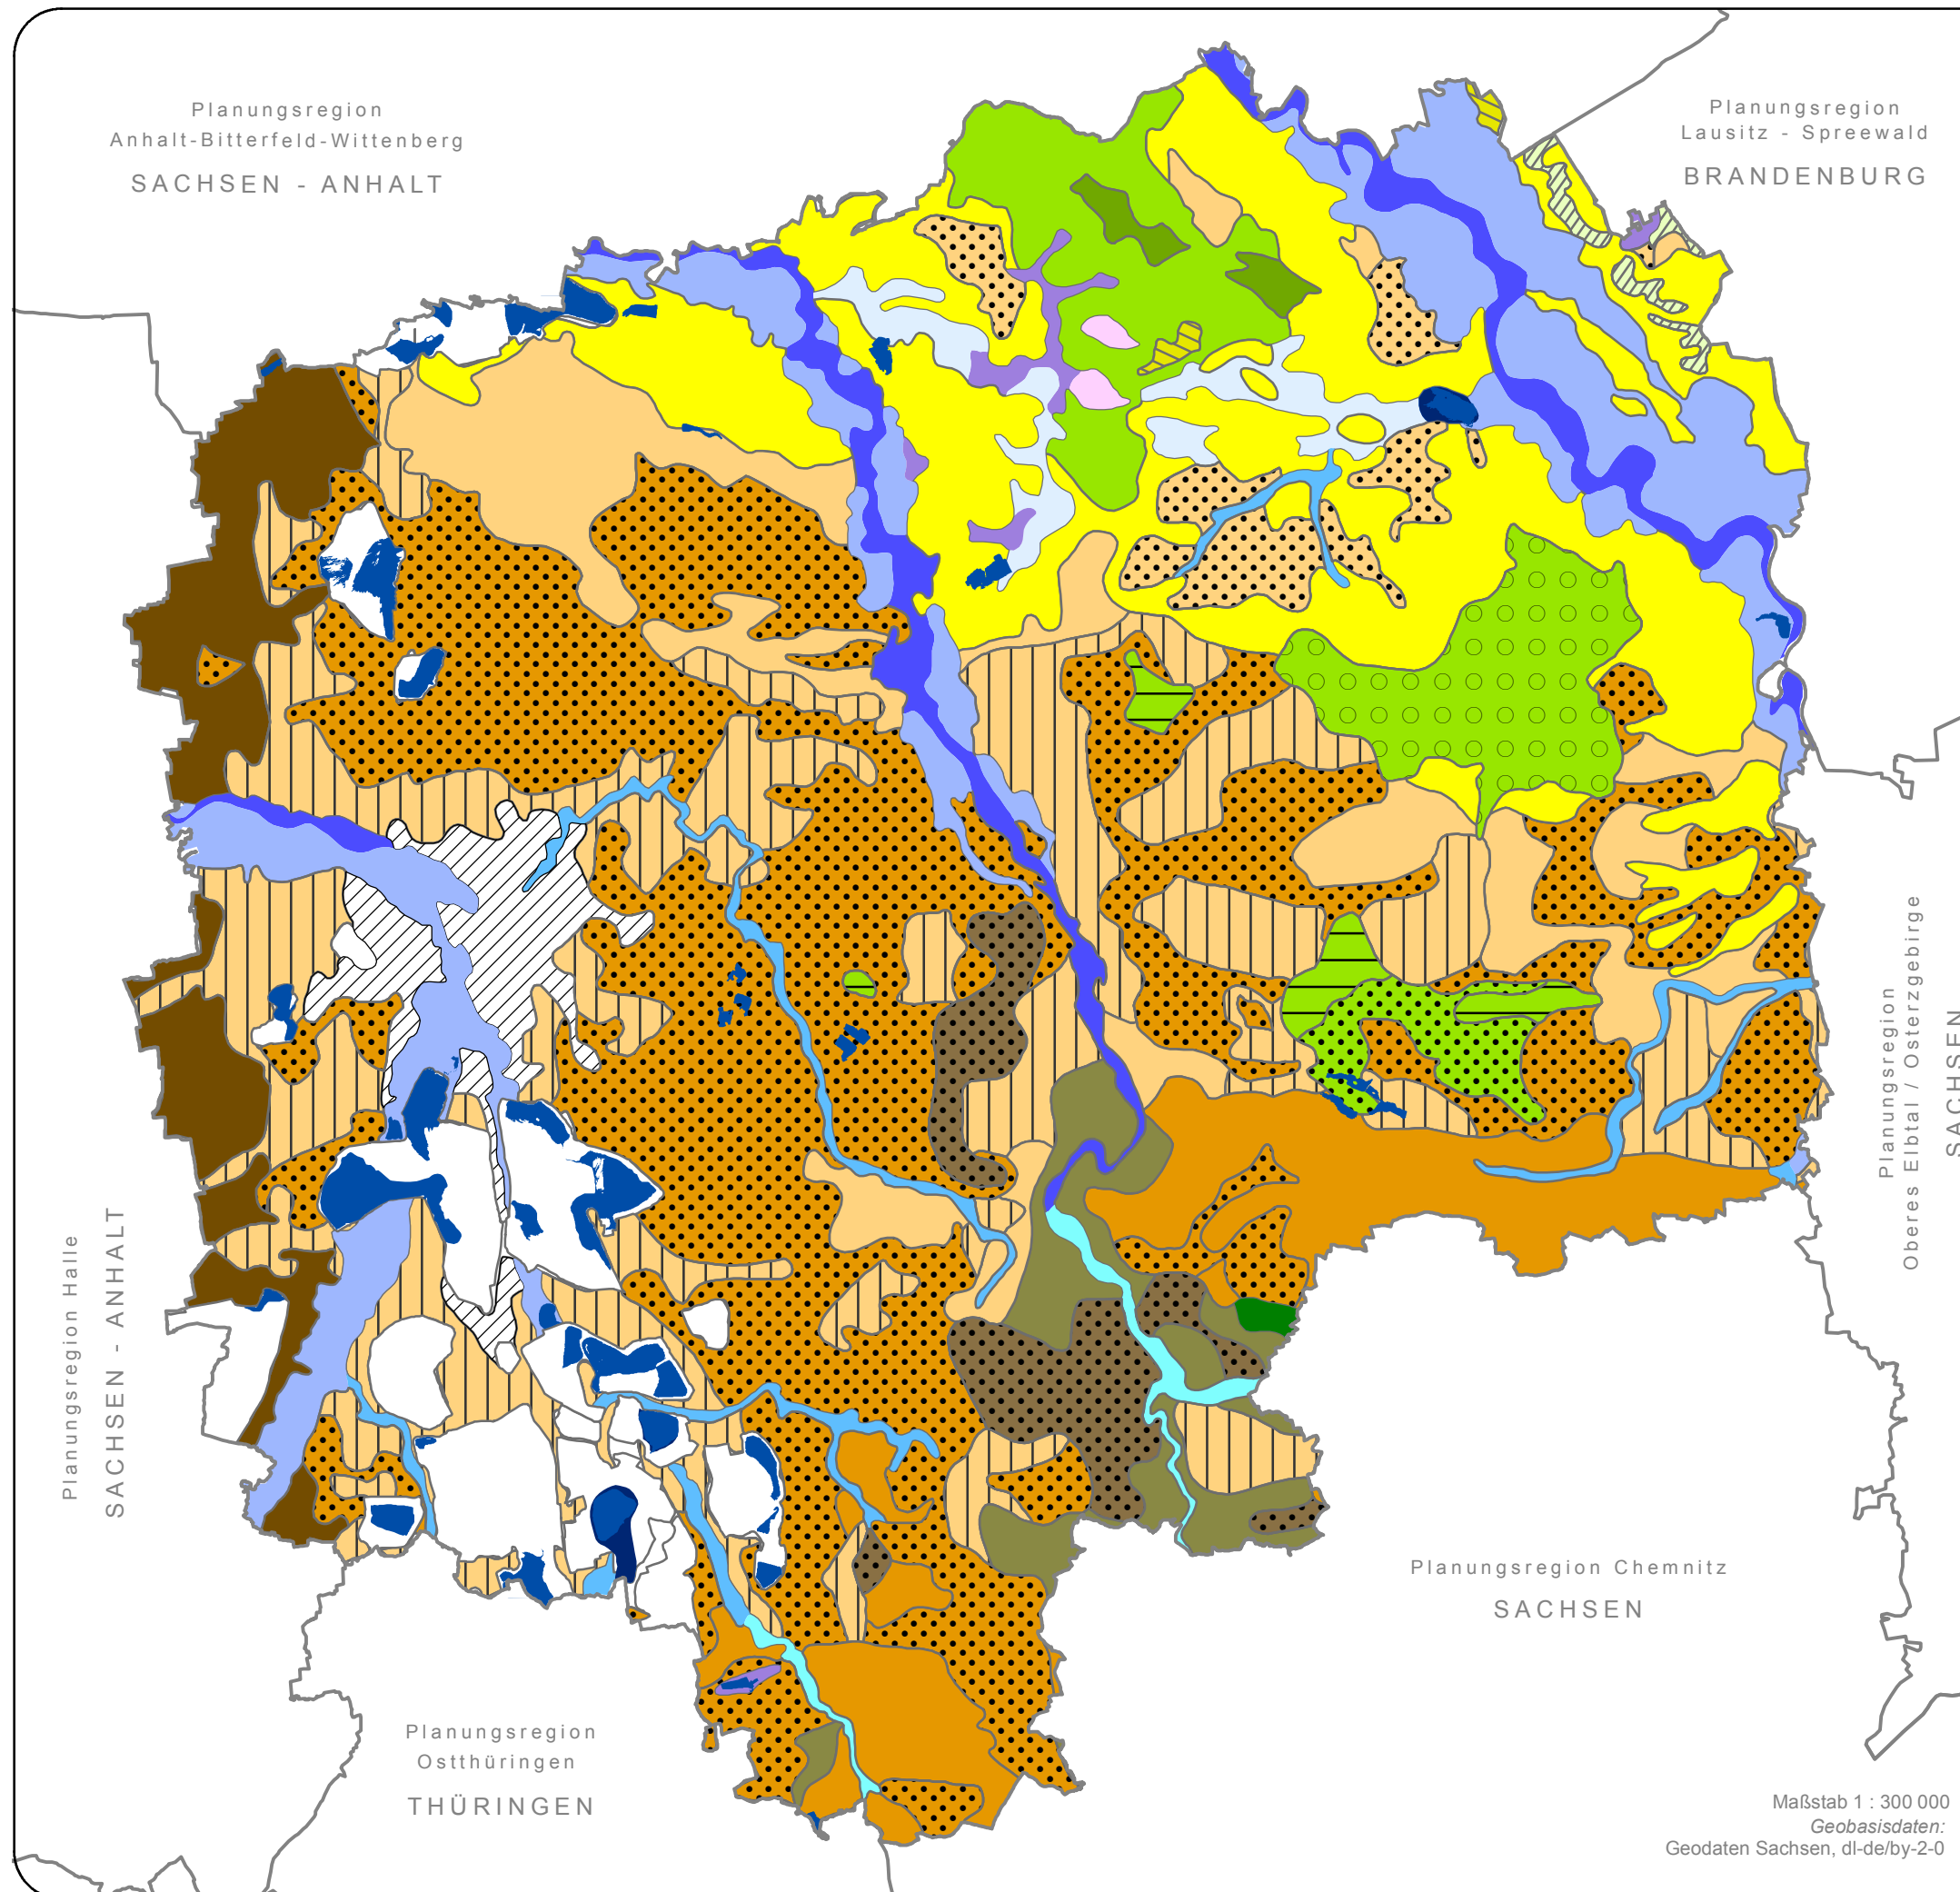 Planungsregion
Anhalt-Bitterfeld-Wittenberg
SACHSEN - ANHALT
Planungsregion
Lausitz - Spreewald
BRANDENBURG
Planungsregion
Oberes Elbtal / Osterzgebirge
SACHSEN
Planungsregion Halle
SACHSEN - ANHALT
Planungsregion Chemnitz
SACHSEN
Planungsregion
Ostthüringen
THÜRINGEN
Maßstab 1 : 300 000
Geobasisdaten:
Geodaten Sachsen, dl-de/by-2-0